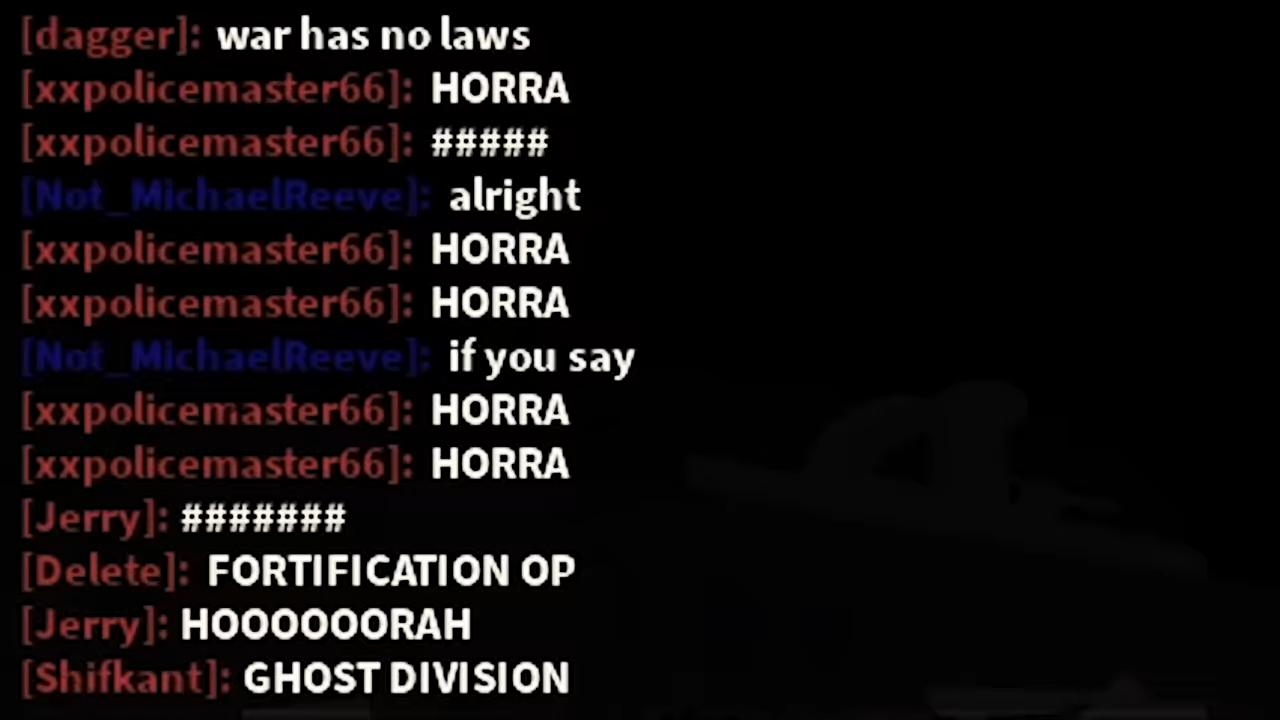 [dagger]: war has no laws
[xxpolicemaster66]: HORRA
[xxpolicemaster66]: #####
[Not_MichaelReeve]: alright
[xxpolicemaster66]: HORRA
[xxpolicemaster66]: HORRA
[Not_MichaelReeve]: if you say
[xxpolicemaster66]: HORRA
[xxpolicemaster66]: HORRA
[Jerry]: #######
[Delete]: FORTIFICATION OP
[Jerry]: HOOOOOORAH
[Shifkant]: GHOST DIVISION